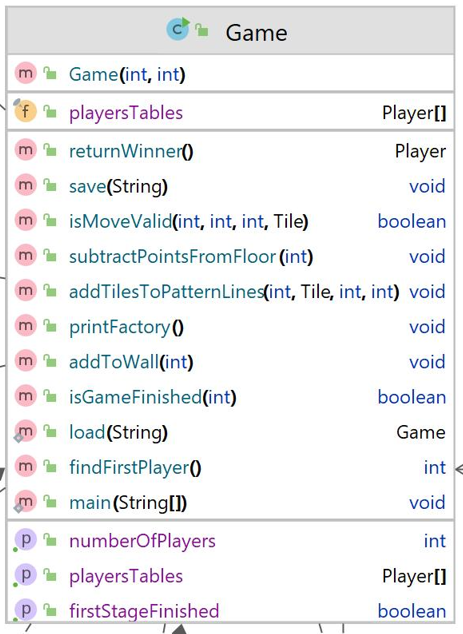 C Game
m Game(int, int)
f playersTables Player[]
m returnWinner() Player
m save(String) void
m isMoveValid(int, int, int, Tile) boolean
m subtractPointsFromFloor(int) void
m addTilesToPatternLines(int, Tile, int, int) void
m printFactory() void
m addToWall(int) void
m isGameFinished(int) boolean
m load(String) Game
m findFirstPlayer() int
m main(String[]) void
p numberOfPlayers int
p playersTables Player[]
p firstStageFinished boolean